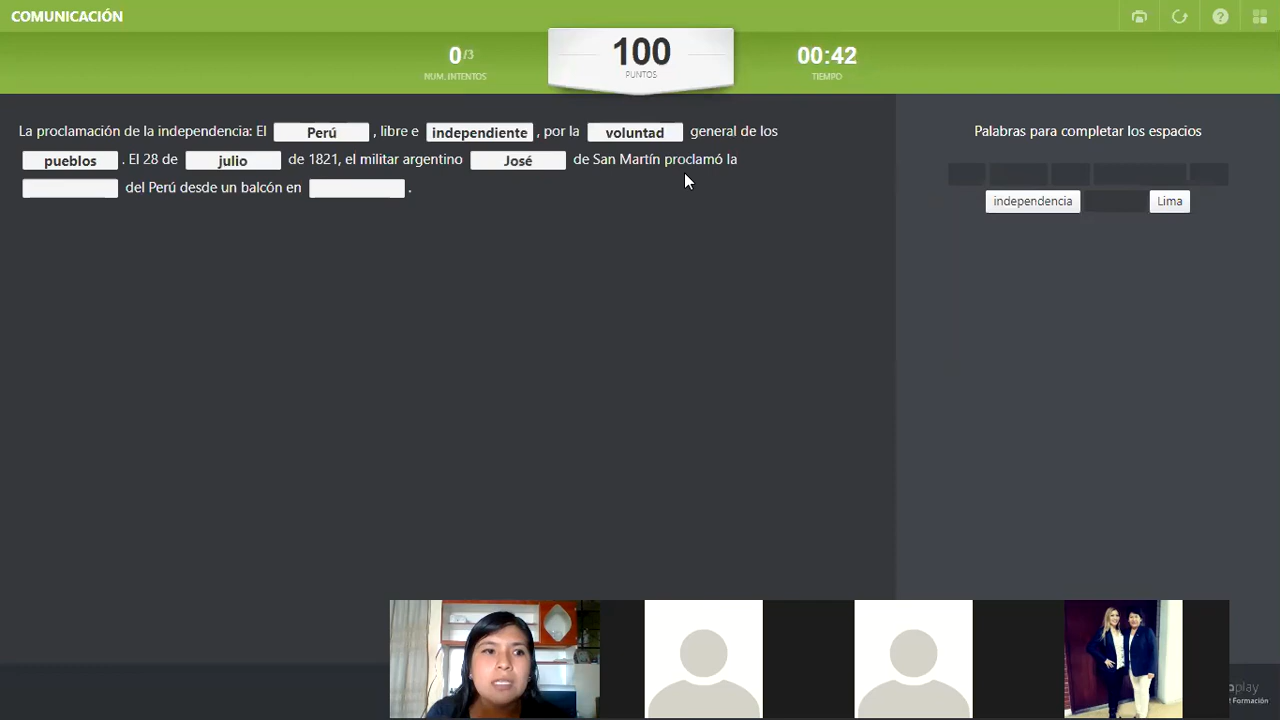 COMUNICACIÓN
0/3
NUM. INTENTOS
100
PUNTOS
00:42
TIEMPO
La proclamación de la independencia: El Perú , libre e independiente , por la voluntad general de los
pueblos . El 28 de julio de 1821, el militar argentino José de San Martín proclamó la
del Perú desde un balcón en .
Palabras para completar los espacios
independencia Lima
play
Formación